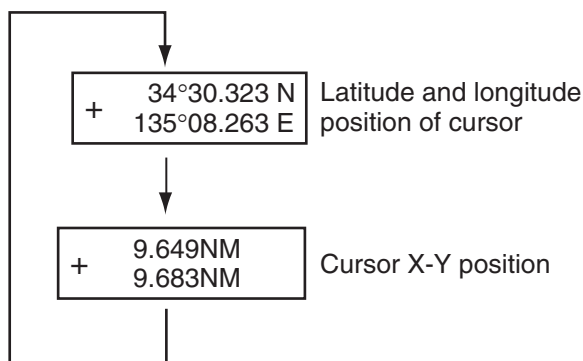 + 34°30.323 N
135°08.263 E
Latitude and longitude
position of cursor
+ 9.649NM
9.683NM
Cursor X-Y position